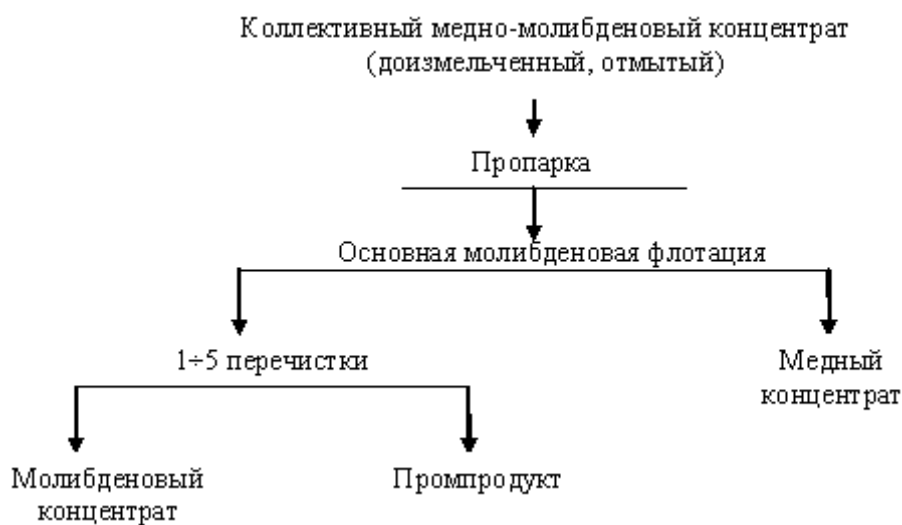 Коллективный медно-молибденовый концентрат
(доизмельченный, отмытый)
Пропарка
Основная молибденовая флотация
1÷5 перечистки
Медный
концентрат
Молибденовый
концентрат
Промпродукт